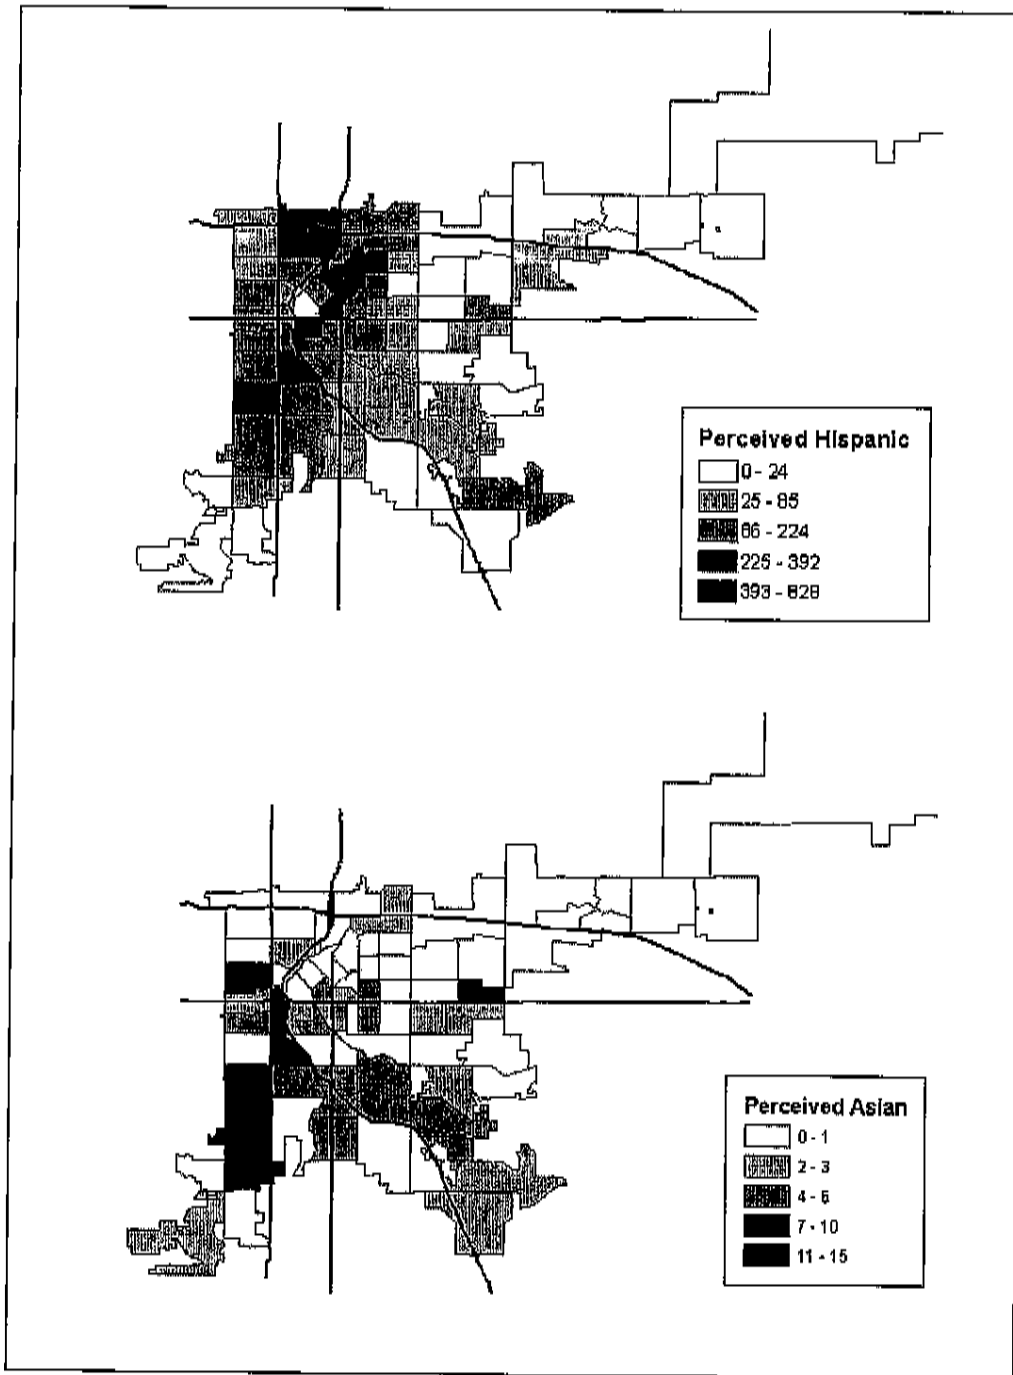 Perceived Hispanic
0 - 24
25 - 85
86 - 224
225 - 392
393 - 828
Perceived Asian
0 - 1
2 - 3
4 - 6
7 - 10
11 - 15